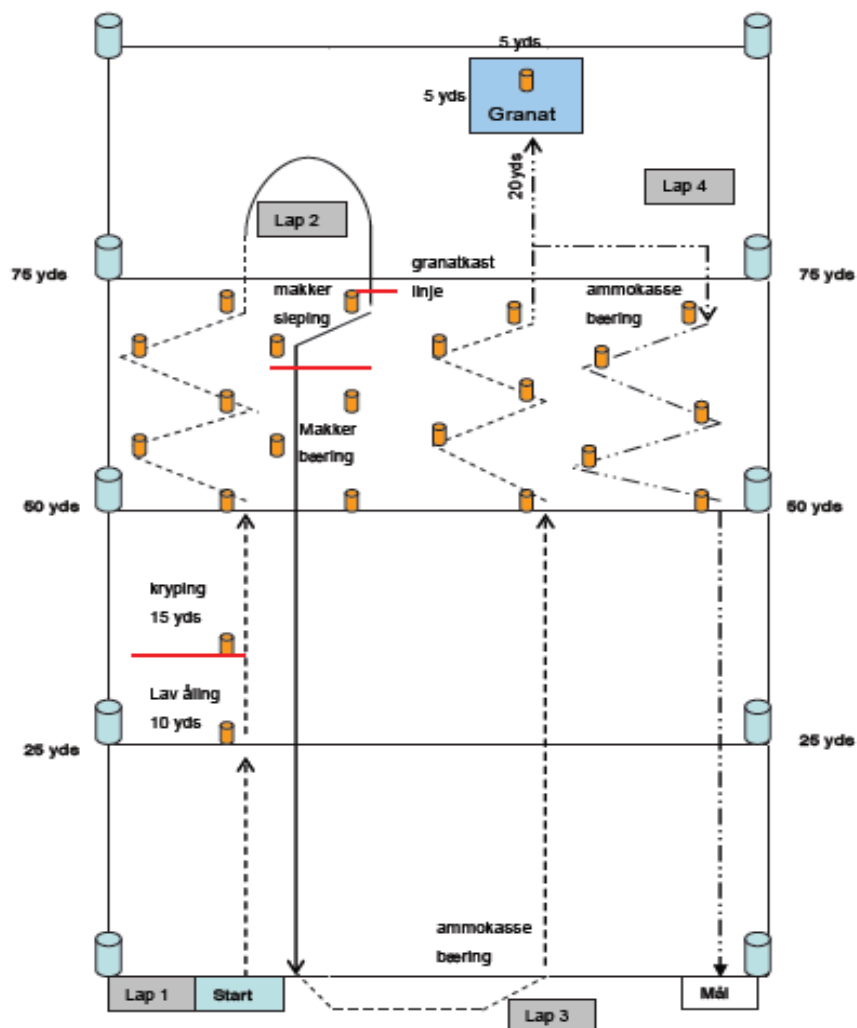 5 yds
5 yds
Granat
20yds
Lap 4
Lap 2
75 yds
granatkast
linje
75 yds
makker
sleping
ammokasse
bæring
Makker
bæring
50 yds
50 yds
kryping
15 yds
Lav åling
10 yds
25 yds
25 yds
ammokasse
bæring
Lap 1
Start
Mål
Lap 3